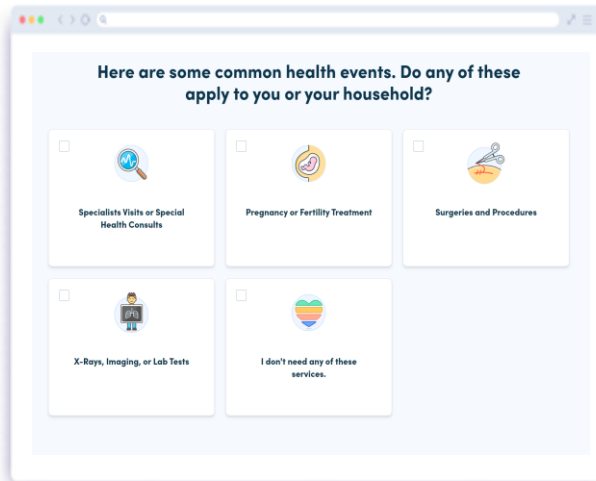 Here are some common health events. Do any of these
apply to you or your household?
Specialists Visits or Special
Health Consults
Pregnancy or Fertility Treatment
Surgeries and Procedures
X-Rays, Imaging, or Lab Tests
I don't need any of these
services.